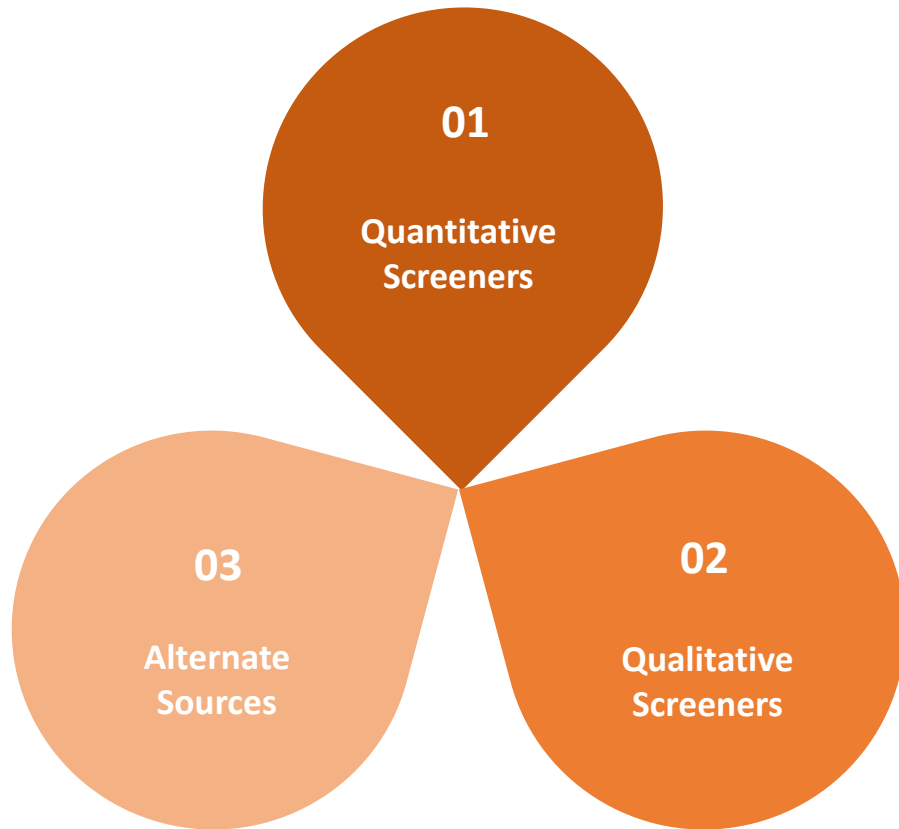 01
Quantitative
Screeners
02
Qualitative
Screeners
03
Alternate
Sources